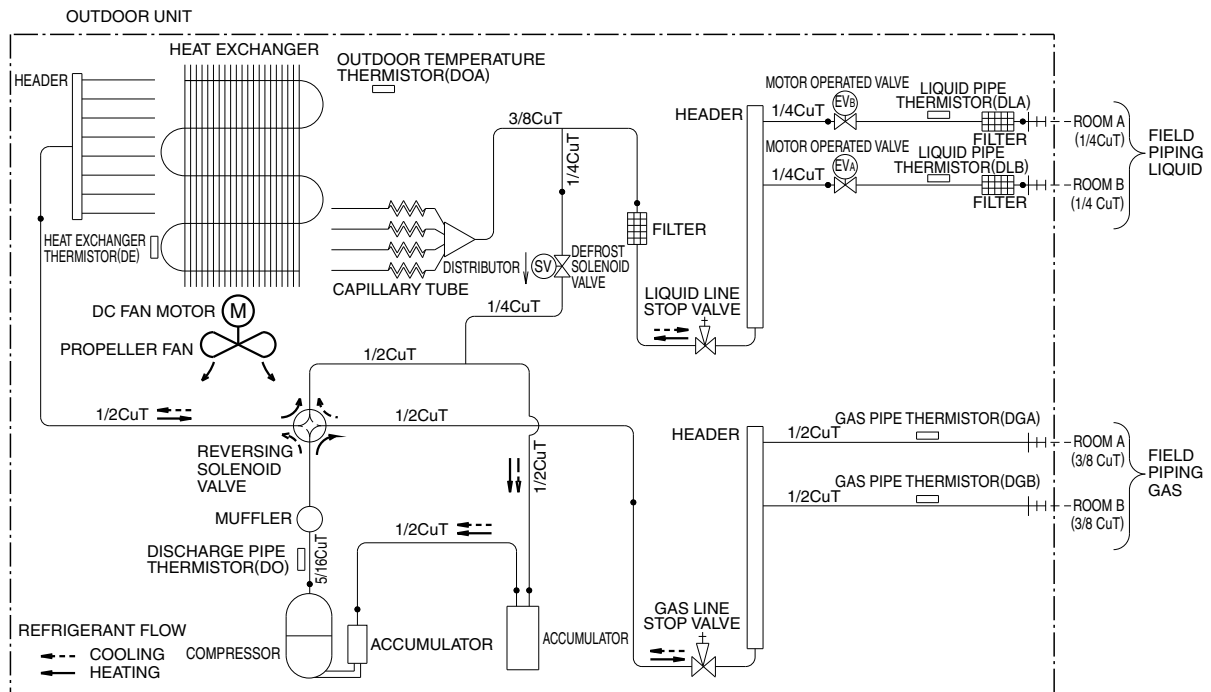 OUTDOOR UNIT
HEAT EXCHANGER
HEADER
OUTDOOR TEMPERATURE
THERMISTOR(DOA)
3/8CuT
1/4CuT
HEADER
MOTOR OPERATED VALVE
1/4CuT
EVB
LIQUID PIPE
THERMISTOR(DLA)
FILTER
ROOM A
(1/4CuT)
MOTOR OPERATED VALVE
1/4CuT
EVA
LIQUID PIPE
THERMISTOR(DLB)
FILTER
ROOM B
(1/4 CuT)
FIELD
PIPING
LIQUID
HEAT EXCHANGER
THERMISTOR(DE)
CAPILLARY TUBE
DISTRIBUTOR
SV
DEFROST
SOLENOID
VALVE
FILTER
1/4CuT
LIQUID LINE
STOP VALVE
DC FAN MOTOR
M
PROPELLER FAN
1/2CuT
1/2CuT
1/2CuT
REVERSING
SOLENOID
VALVE
1/2CuT
HEADER
1/2CuT
GAS PIPE THERMISTOR(DGA)
ROOM A
(3/8 CuT)
1/2CuT
GAS PIPE THERMISTOR(DGB)
ROOM B
(3/8 CuT)
FIELD
PIPING
GAS
MUFFLER
1/2CuT
DISCHARGE PIPE
THERMISTOR(DO)
5/16CuT
GAS LINE
STOP VALVE
COMPRESSOR
ACCUMULATOR
ACCUMULATOR
REFRIGERANT FLOW
COOLING
HEATING